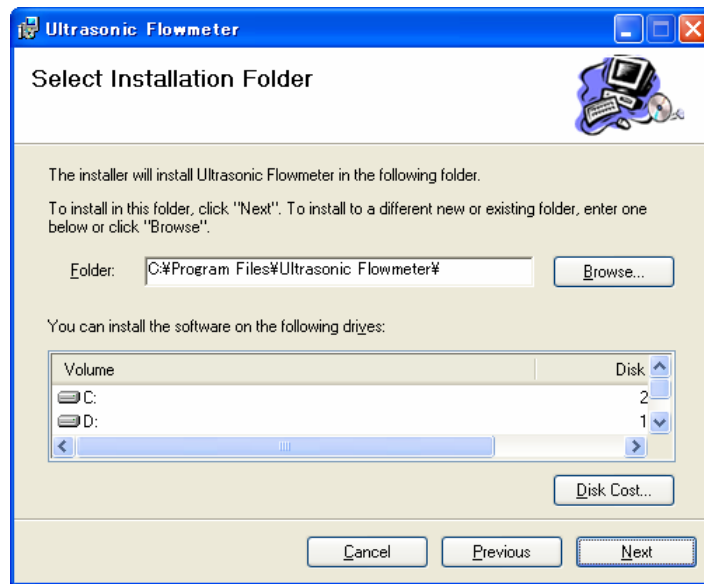 Ultrasonic Flowmeter
Select Installation Folder
The installer will install Ultrasonic Flowmeter in the following folder.
To install in this folder, click "Next". To install to a different new or existing folder, enter one
below or click "Browse".
Folder: C:¥Program Files¥Ultrasonic Flowmeter¥ Browse...
You can install the software on the following drives:
Volume Disk
C: 2
D: 1
Disk Cost...
Cancel Previous Next